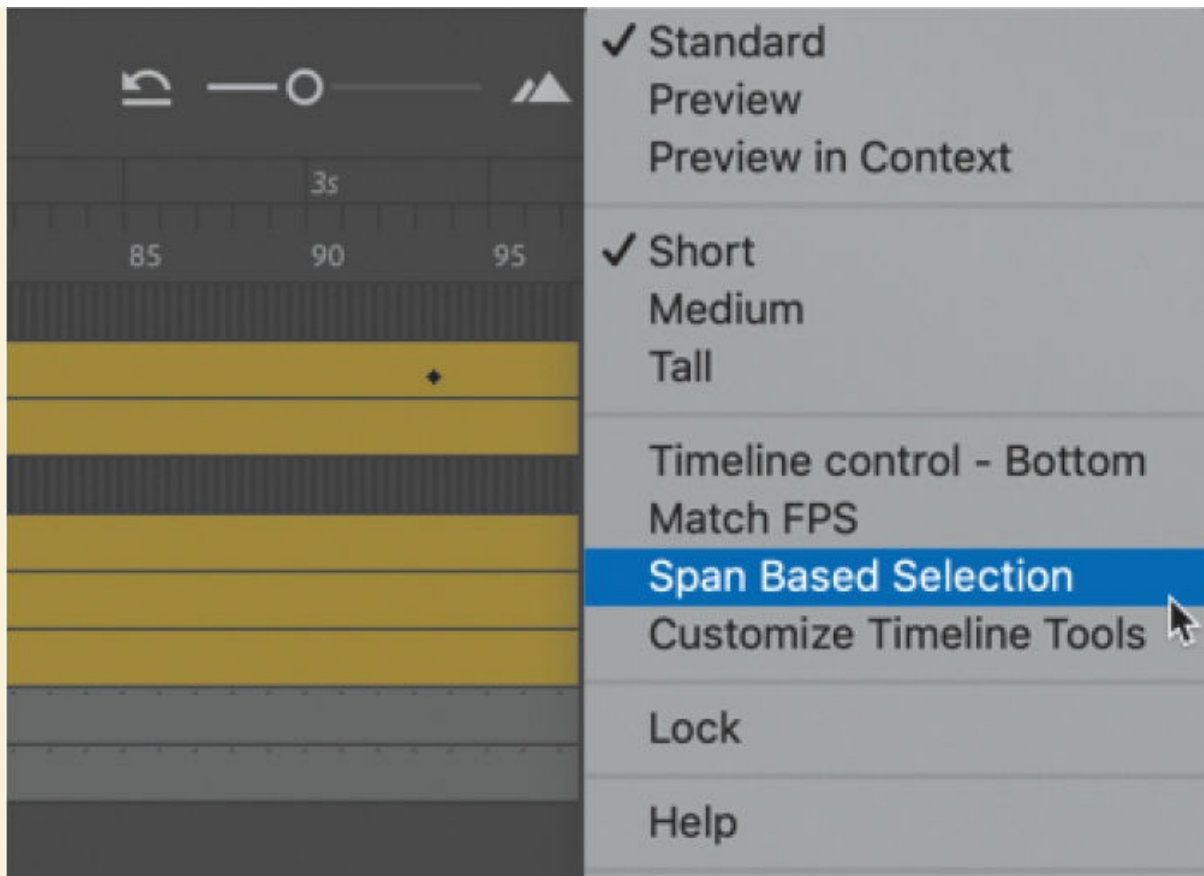 3s
85 90 95
✓ Standard
Preview
Preview in Context
✓ Short
Medium
Tall
Timeline control - Bottom
Match FPS
Span Based Selection
Customize Timeline Tools
Lock
Help